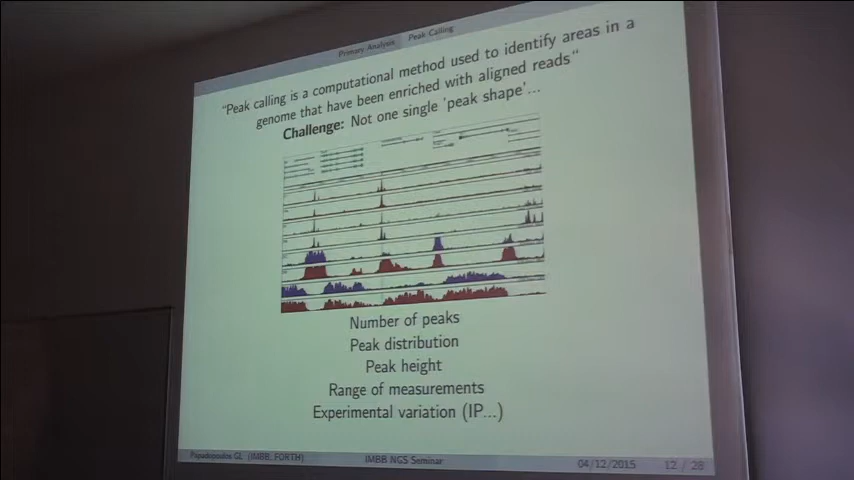 Primary Analysis Peak Calling
"Peak calling is a computational method used to identify areas in a
genome that have been enriched with aligned reads"
Challenge: Not one single 'peak shape'...
Number of peaks
Peak distribution
Peak height
Range of measurements
Experimental variation (IP...)
Papadopoulos GL (IMBB, FORTH) IMBB NGS Seminar 04/12/2015 12 / 28